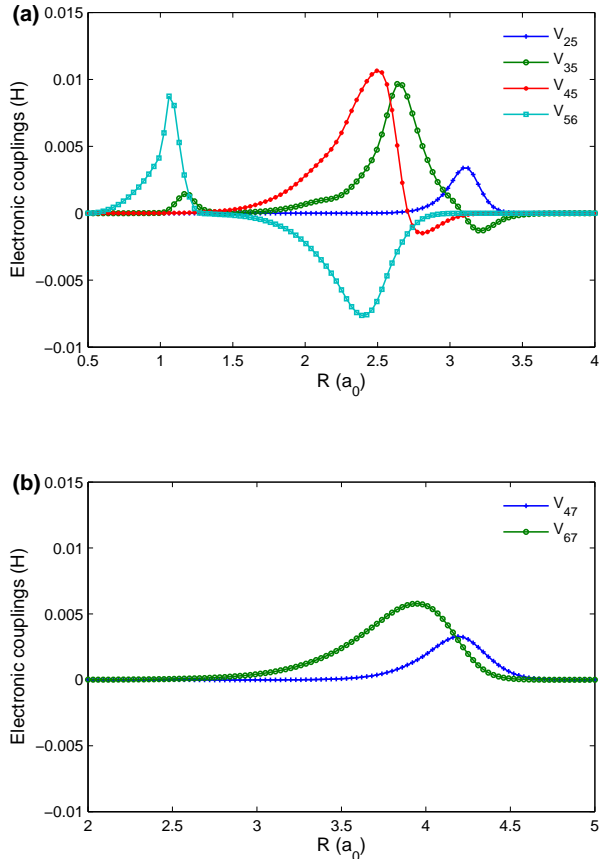 (a)
0.015
0.01
0.005
0
−0.005
−0.01
Electronic couplings (H)
V25
V35
V45
V56
0.5 1 1.5 2 2.5 3 3.5 4
R (a0)
(b)
0.015
0.01
0.005
0
−0.005
−0.01
Electronic couplings (H)
V47
V67
2 2.5 3 3.5 4 4.5 5
R (a0)